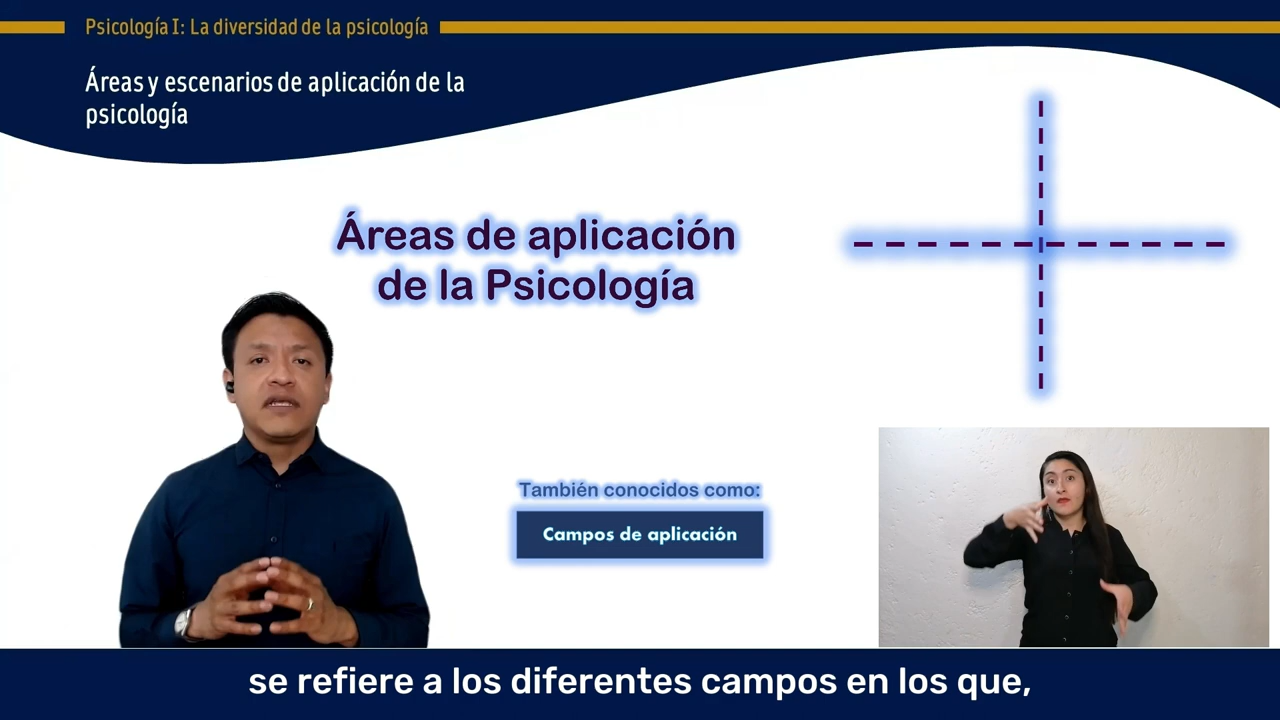 Psicología I: La diversidad de la psicología
Áreas y escenarios de aplicación de la
psicología
Áreas de aplicación
de la Psicología
También conocidos como:
Campos de aplicación
se refiere a los diferentes campos en los que,